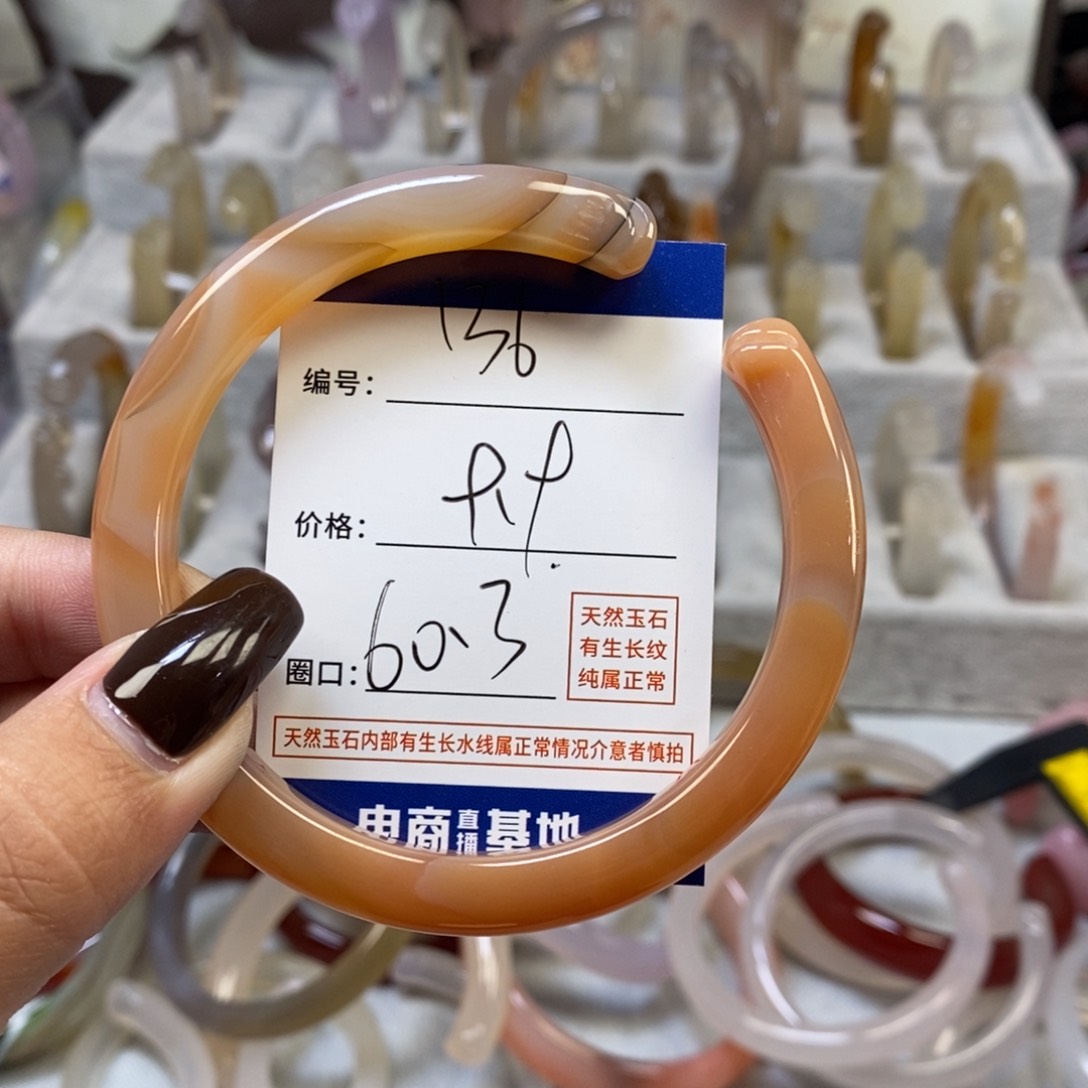 编号: 136
价格:
圈口: 60.3
天然玉石
有生长纹
纯属正常
天然玉石内部有生长水线属正常情况介意者慎拍
电商直播基地